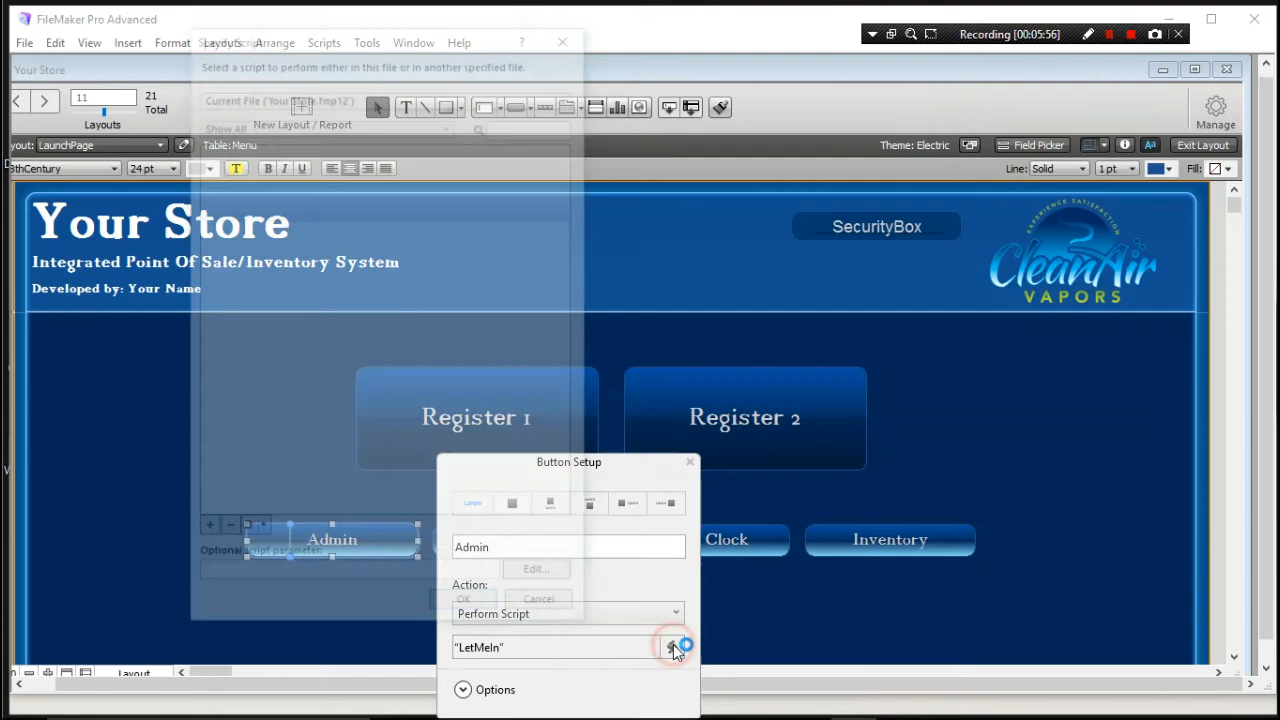 FileMaker Pro Advanced
File Edit View Insert Format Layouts Arrange Scripts Tools Window Help
Specify Script ?
Recording [00:05:56]
Select a script to perform either in this file or in another specified file.
Your Store
11
21
Total
Layouts
Current File ("Your Store.fmp12")
Show All
New Layout / Report
T
Manage
Layout: LaunchPage
Table: Menu
Theme: Electric
Field Picker
Aa
Exit Layout
24 pt
T
B I U
Line: Solid
1 pt
Fill:
Your Store
Integrated Point Of Sale/Inventory System
Developed by: Your Name
SecurityBox
EXPERIENCE SATISFACTION
CleanAir
VAPORS
Register 1
Register 2
Button Setup
Admin
Clock
Inventory
Optional script parameter:
Admin
Edit...
Action:
OK
Cancel
Perform Script
"LetMeIn"
Options
Layout